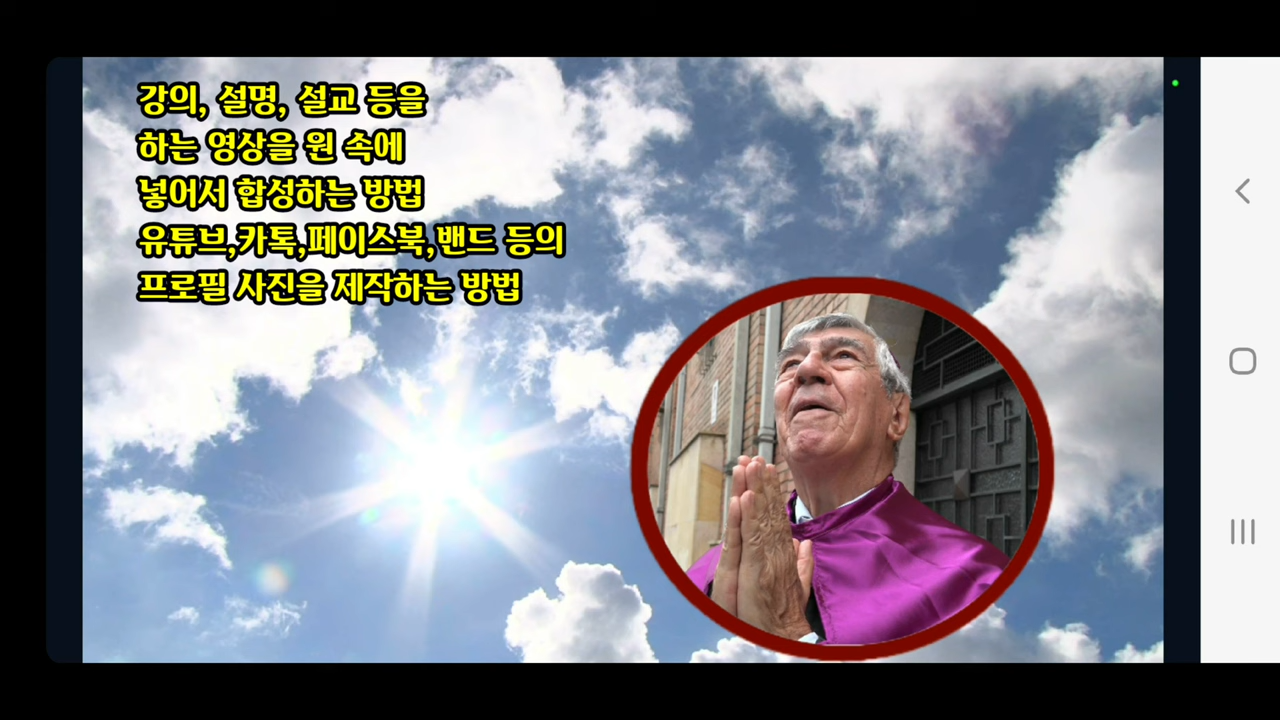 강의, 설명, 설교 등을
하는 영상을 원 속에
넣어서 합성하는 방법
유튜브,카톡,페이스북,밴드 등의
프로필 사진을 제작하는 방법